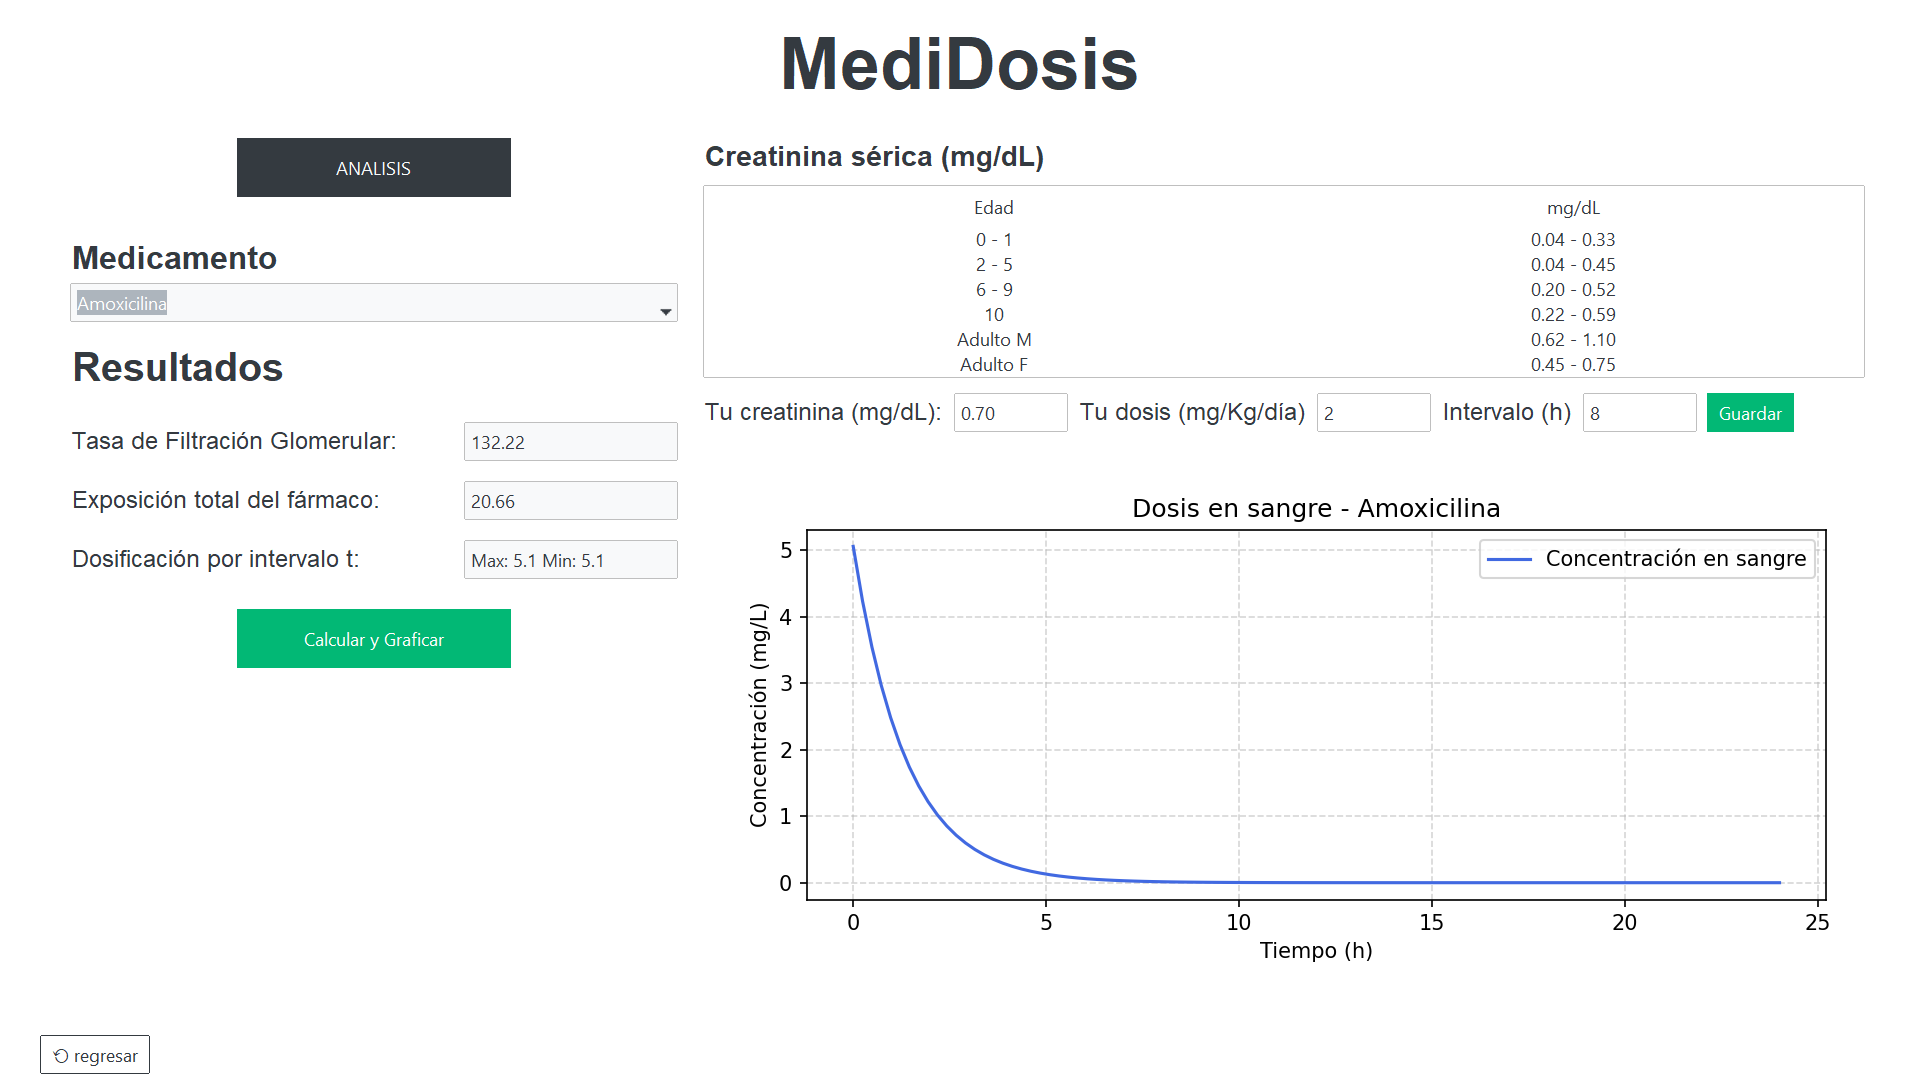 MediDosis
ANALISIS
Medicamento
Amoxicilina
Resultados
Tasa de Filtración Glomerular: 132.22
Exposición total del fármaco: 20.66
Dosificación por intervalo t: Max: 5.1 Min: 5.1
Calcular y Graficar
Creatinina sérica (mg/dL)
Edad mg/dL
0 - 1 0.04 - 0.33
2 - 5 0.04 - 0.45
6 - 9 0.20 - 0.52
10 0.22 - 0.59
Adulto M 0.62 - 1.10
Adulto F 0.45 - 0.75
Tu creatinina (mg/dL): 0.70 Tu dosis (mg/Kg/día) 2 Intervalo (h) 8 Guardar
Dosis en sangre - Amoxicilina
Concentración en sangre
Concentración (mg/L)
5
4
3
2
1
0
0 5 10 15 20 25
Tiempo (h)
regresar